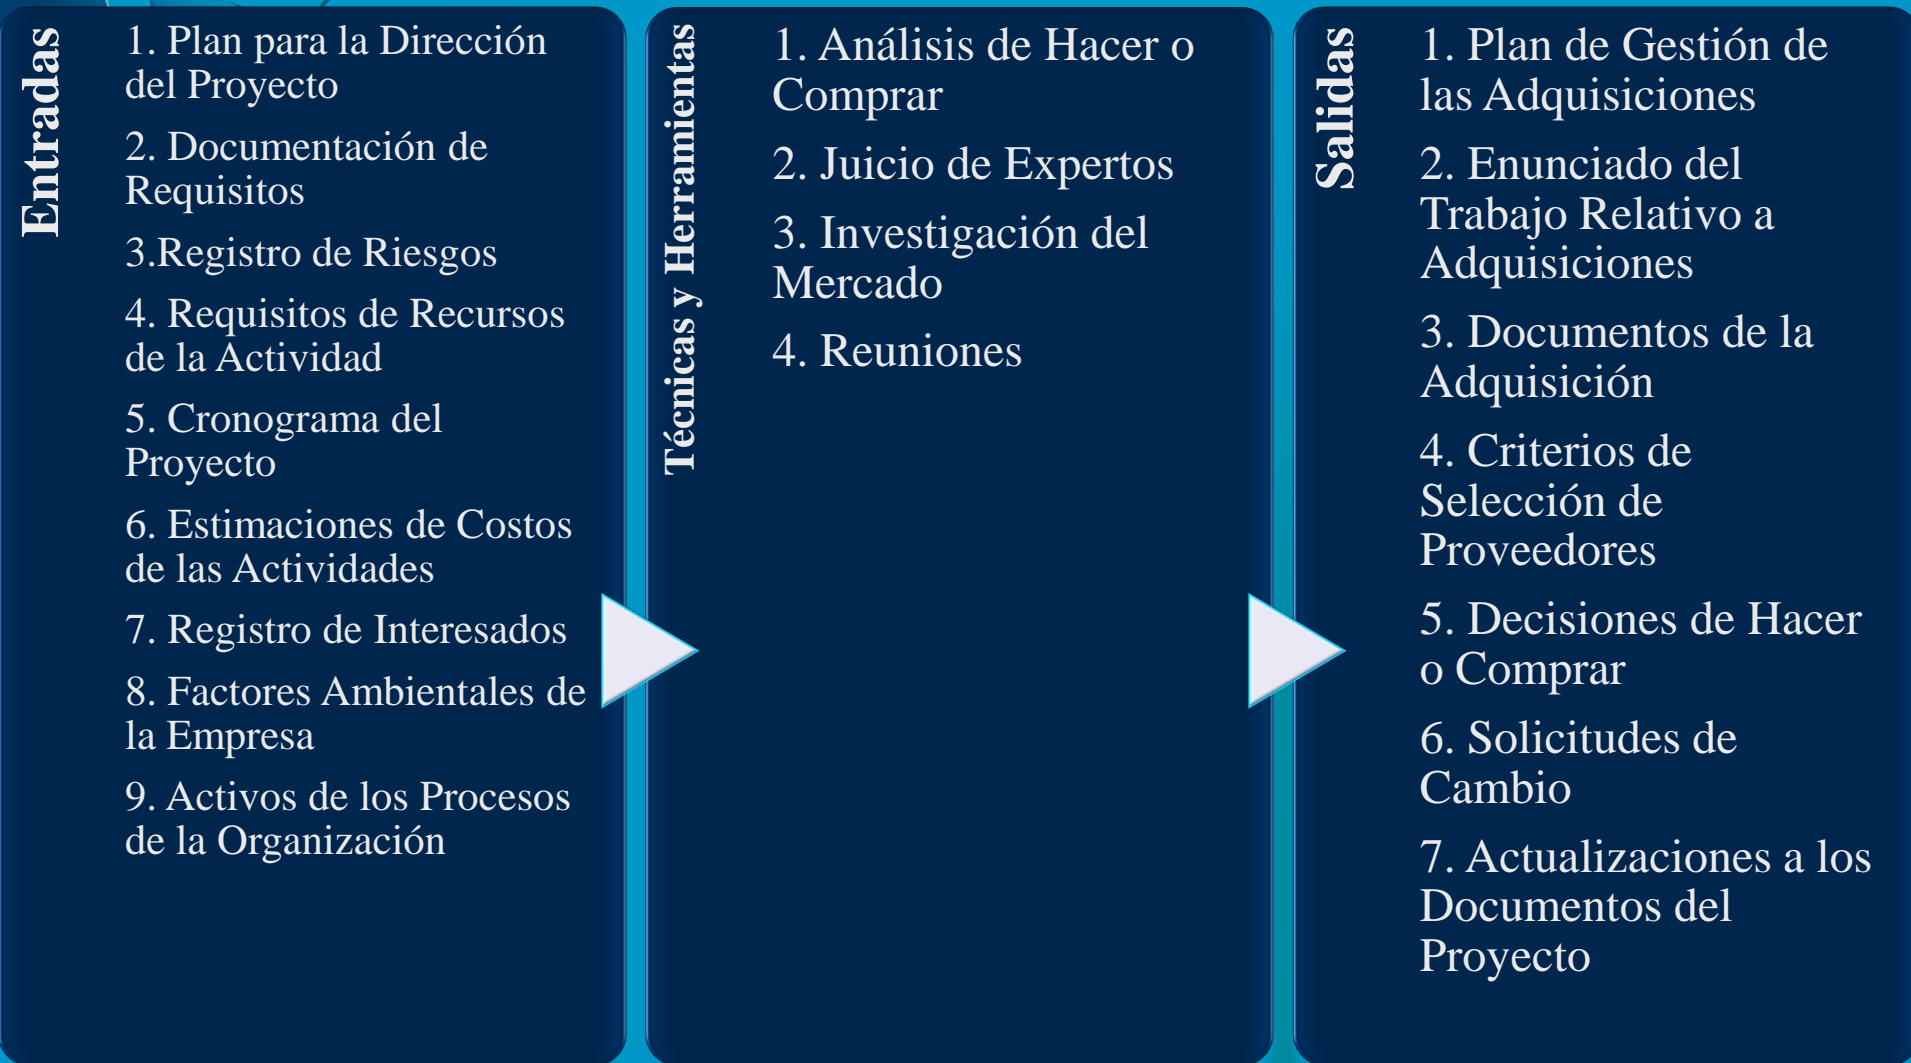 Entradas
1. Plan para la Dirección
del Proyecto
2. Documentación de
Requisitos
3.Registro de Riesgos
4. Requisitos de Recursos
de la Actividad
5. Cronograma del
Proyecto
6. Estimaciones de Costos
de las Actividades
7. Registro de Interesados
8. Factores Ambientales de
la Empresa
9. Activos de los Procesos
de la Organización
Técnicas y Herramientas
1. Análisis de Hacer o
Comprar
2. Juicio de Expertos
3. Investigación del
Mercado
4. Reuniones
Salidas
1. Plan de Gestión de
las Adquisiciones
2. Enunciado del
Trabajo Relativo a
Adquisiciones
3. Documentos de la
Adquisición
4. Criterios de
Selección de
Proveedores
5. Decisiones de Hacer
o Comprar
6. Solicitudes de
Cambio
7. Actualizaciones a los
Documentos del
Proyecto